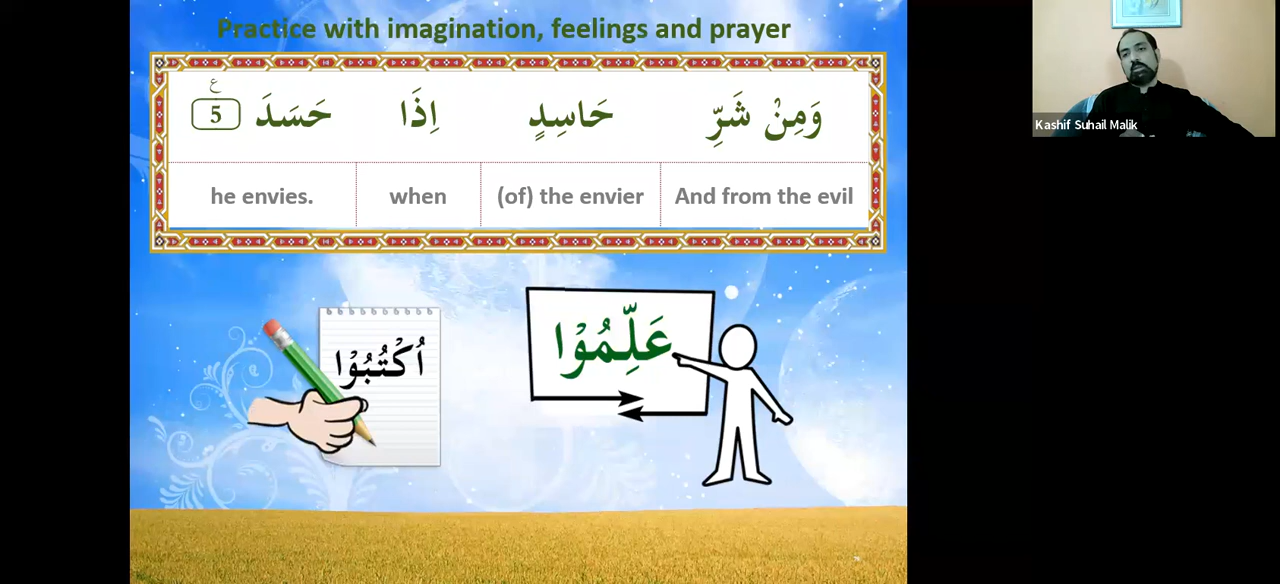 Practice with imagination, feelings and prayer
وَمِنْ شَرِّ حَاسِدٍ اِذَا حَسَدَ 5 ع
And from the evil (of) the envier when he envies.
عَلِّمُوْا
اُكْتُبُوْا
Kashif Suhail Malik